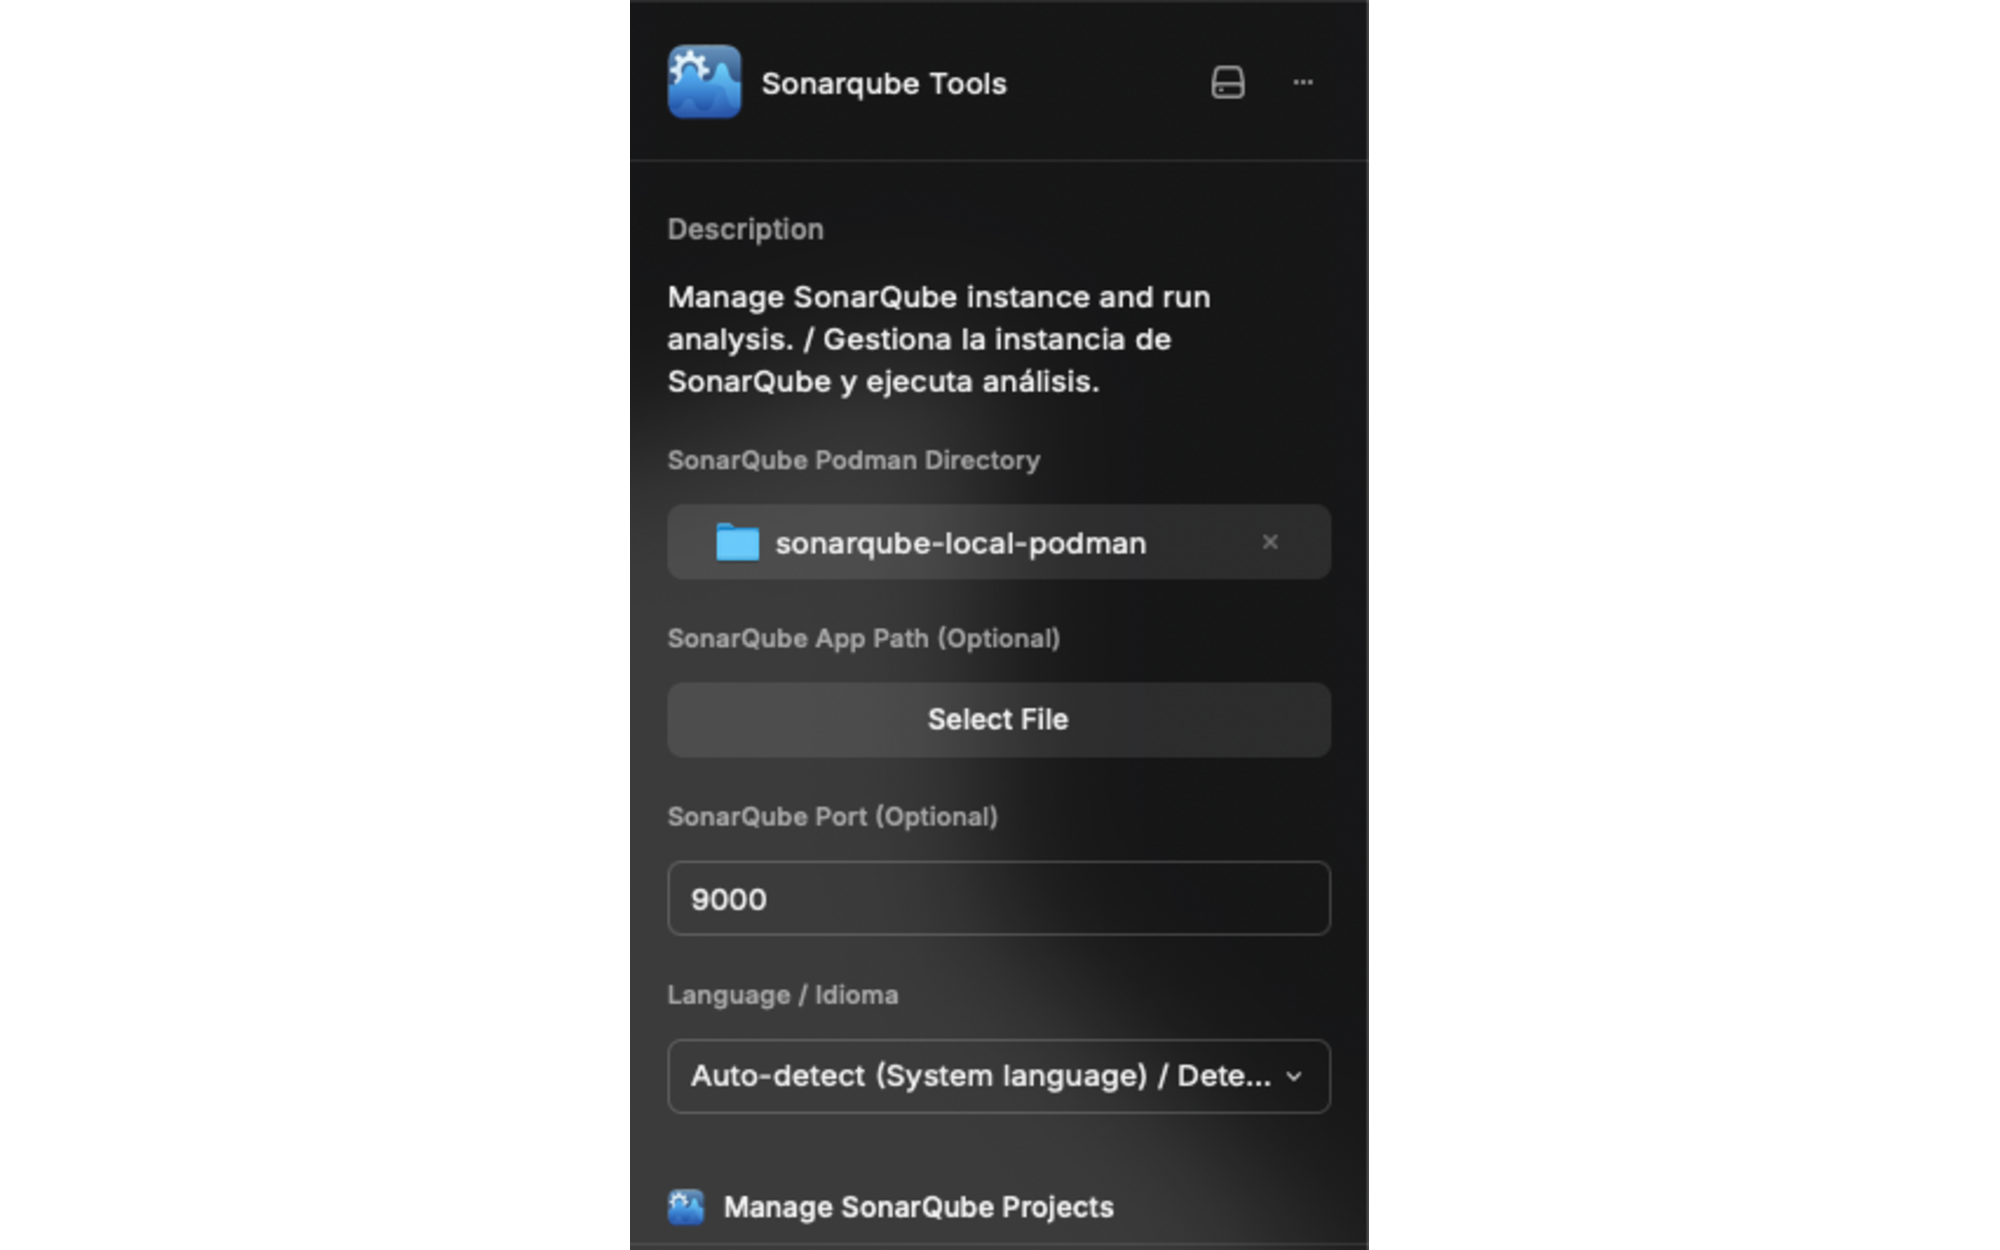 Sonarqube Tools
Description
Manage SonarQube instance and run
analysis. / Gestiona la instancia de
SonarQube y ejecuta análisis.
SonarQube Podman Directory
sonarqube-local-podman
SonarQube App Path (Optional)
Select File
SonarQube Port (Optional)
9000
Language / Idioma
Auto-detect (System language) / Dete...
Manage SonarQube Projects